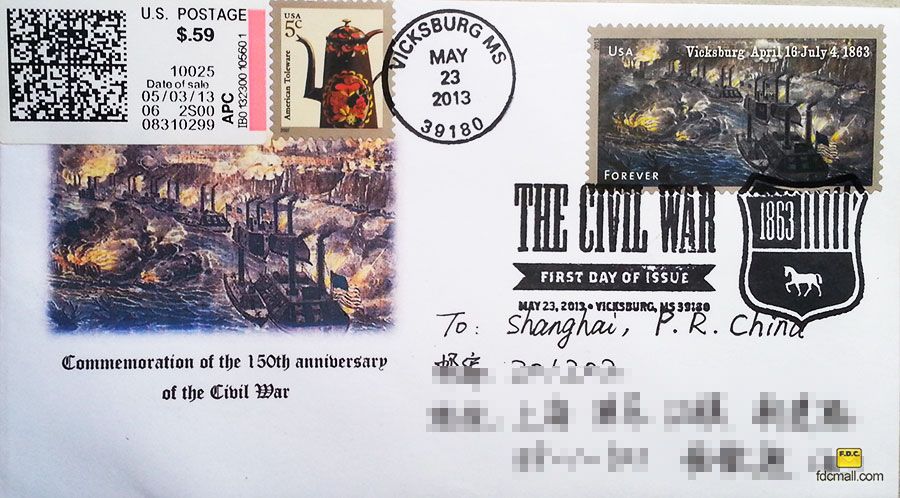 U.S. POSTAGE
$.59
10025
Date of sale
05/03/13
06 2S00
08310299
APC
IBO 132300 1056601
USA
5c
American Toleware
VICKSBURG MS
MAY
23
2013
39180
USA
Vicksburg, April 16-July 4, 1863
FOREVER
THE CIVIL WAR
FIRST DAY OF ISSUE
MAY 23, 2013 • VICKSBURG, MS 39180
1863
Commemoration of the 150th anniversary
of the Civil War
To: Shanghai, P. R. China
F.D.C.
fdcmall.com